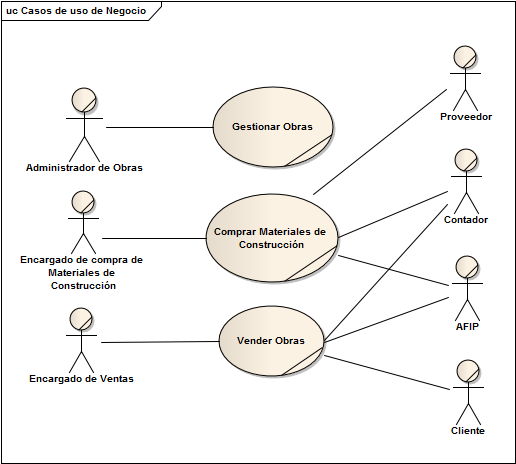 uc Casos de uso de Negocio
Proveedor
Gestionar Obras
Administrador de Obras
Contador
Comprar Materiales de
Construcción
Encargado de compra de
Materiales de
Construcción
AFIP
Vender Obras
Encargado de Ventas
Cliente